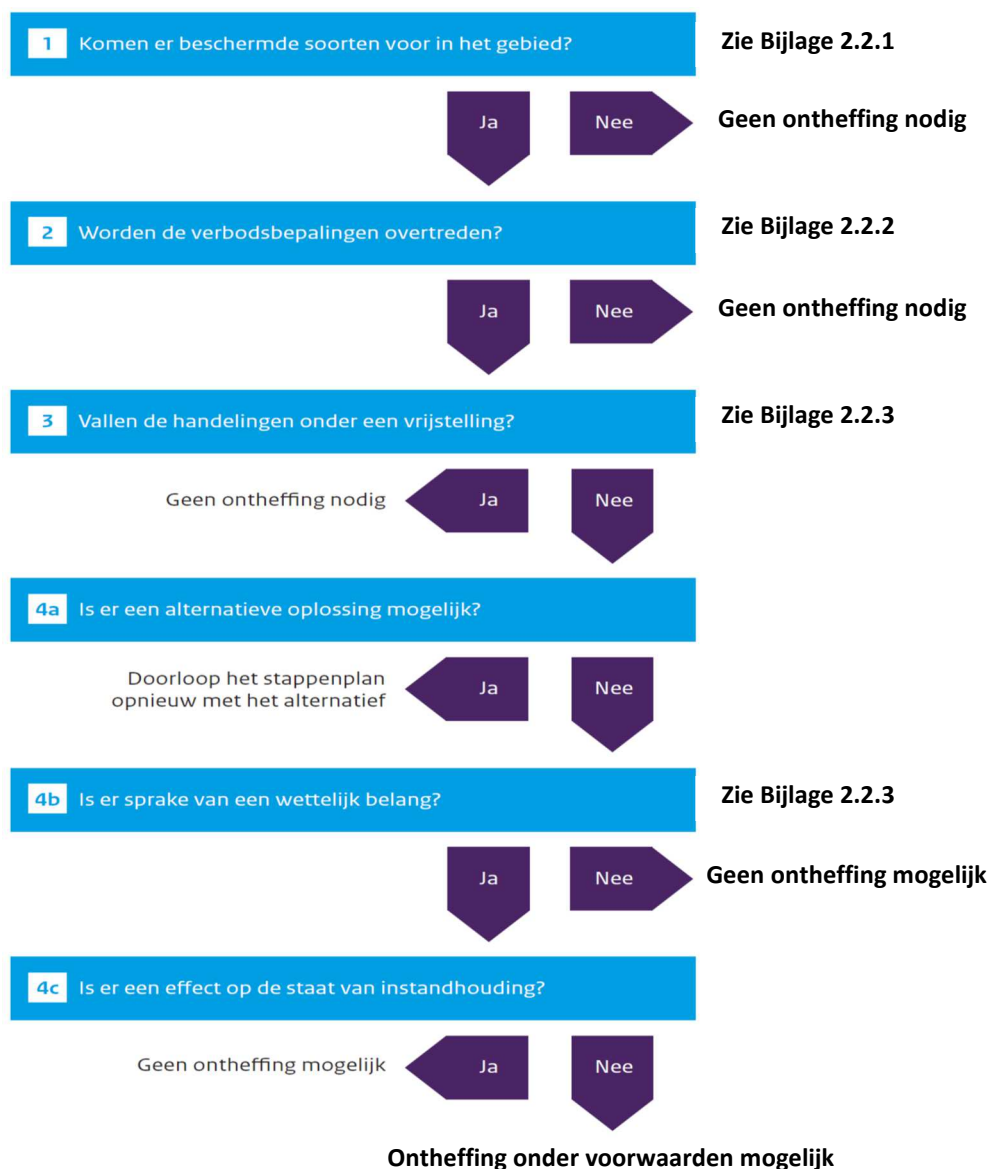 1 Komen er beschermde soorten voor in het gebied? Zie Bijlage 2.2.1
Ja Nee Geen ontheffing nodig
2 Worden de verbodsbepalingen overtreden? Zie Bijlage 2.2.2
Ja Nee Geen ontheffing nodig
3 Vallen de handelingen onder een vrijstelling? Zie Bijlage 2.2.3
Geen ontheffing nodig Ja Nee
4a Is er een alternatieve oplossing mogelijk?
Doorloop het stappenplan
opnieuw met het alternatief Ja Nee
4b Is er sprake van een wettelijk belang? Zie Bijlage 2.2.3
Ja Nee Geen ontheffing mogelijk
4c Is er een effect op de staat van instandhouding?
Geen ontheffing mogelijk Ja Nee
Ontheffing onder voorwaarden mogelijk